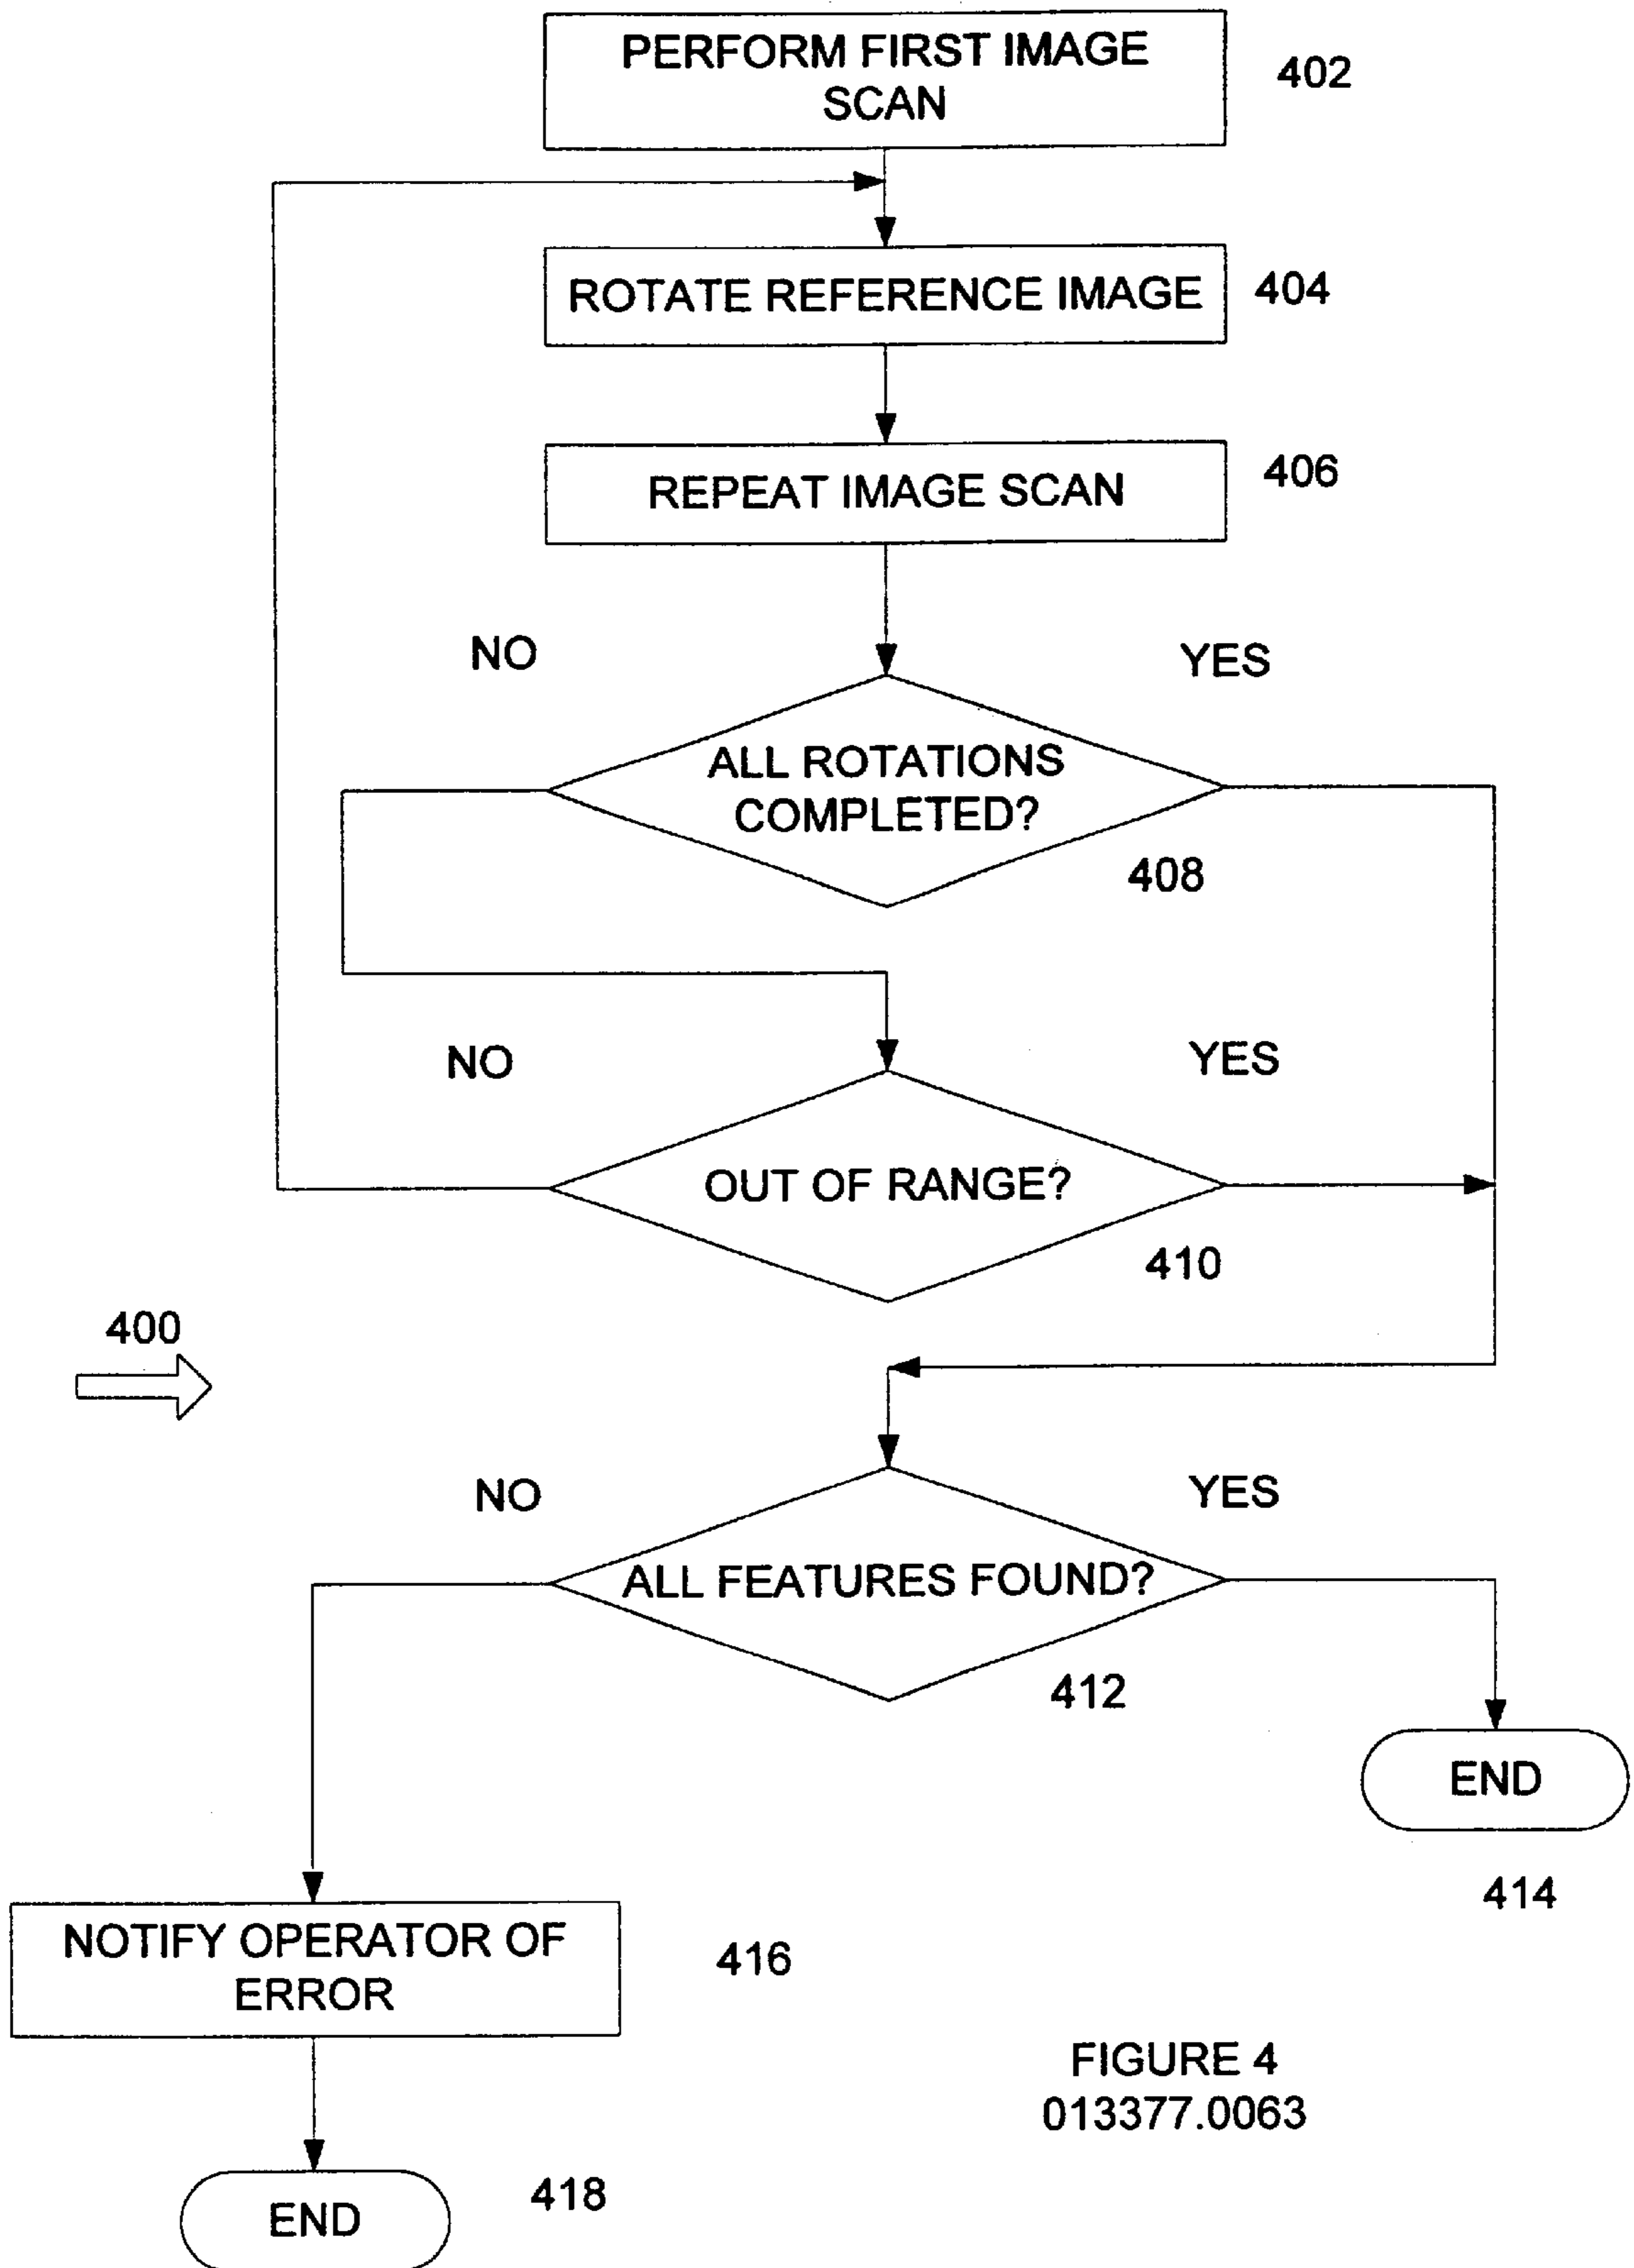 PERFORM FIRST IMAGE
SCAN
402
ROTATE REFERENCE IMAGE
404
REPEAT IMAGE SCAN
406
NO
YES
ALL ROTATIONS
COMPLETED?
408
NO
YES
OUT OF RANGE?
410
400
NO
YES
ALL FEATURES FOUND?
412
END
414
NOTIFY OPERATOR OF
ERROR
416
FIGURE 4
013377.0063
END
418